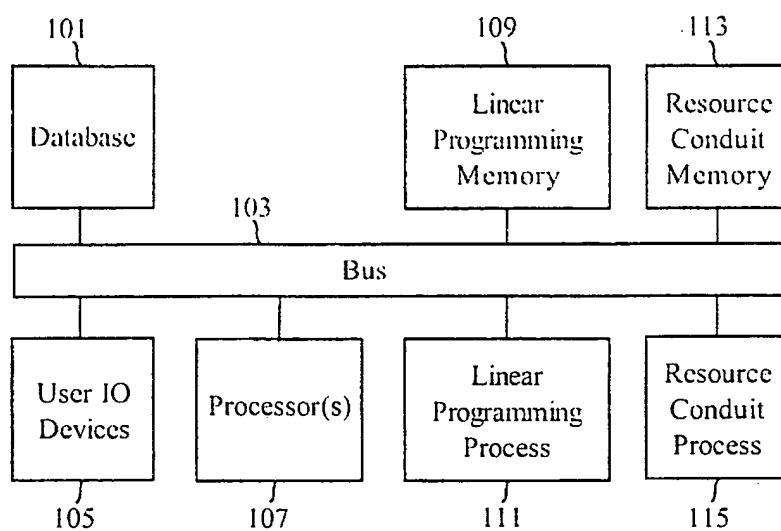 101
109
113
Database
Linear
Programming
Memory
Resource
Conduit
Memory
103
Bus
User IO
Devices
Processor(s)
Linear
Programming
Process
Resource
Conduit
Process
105
107
111
115